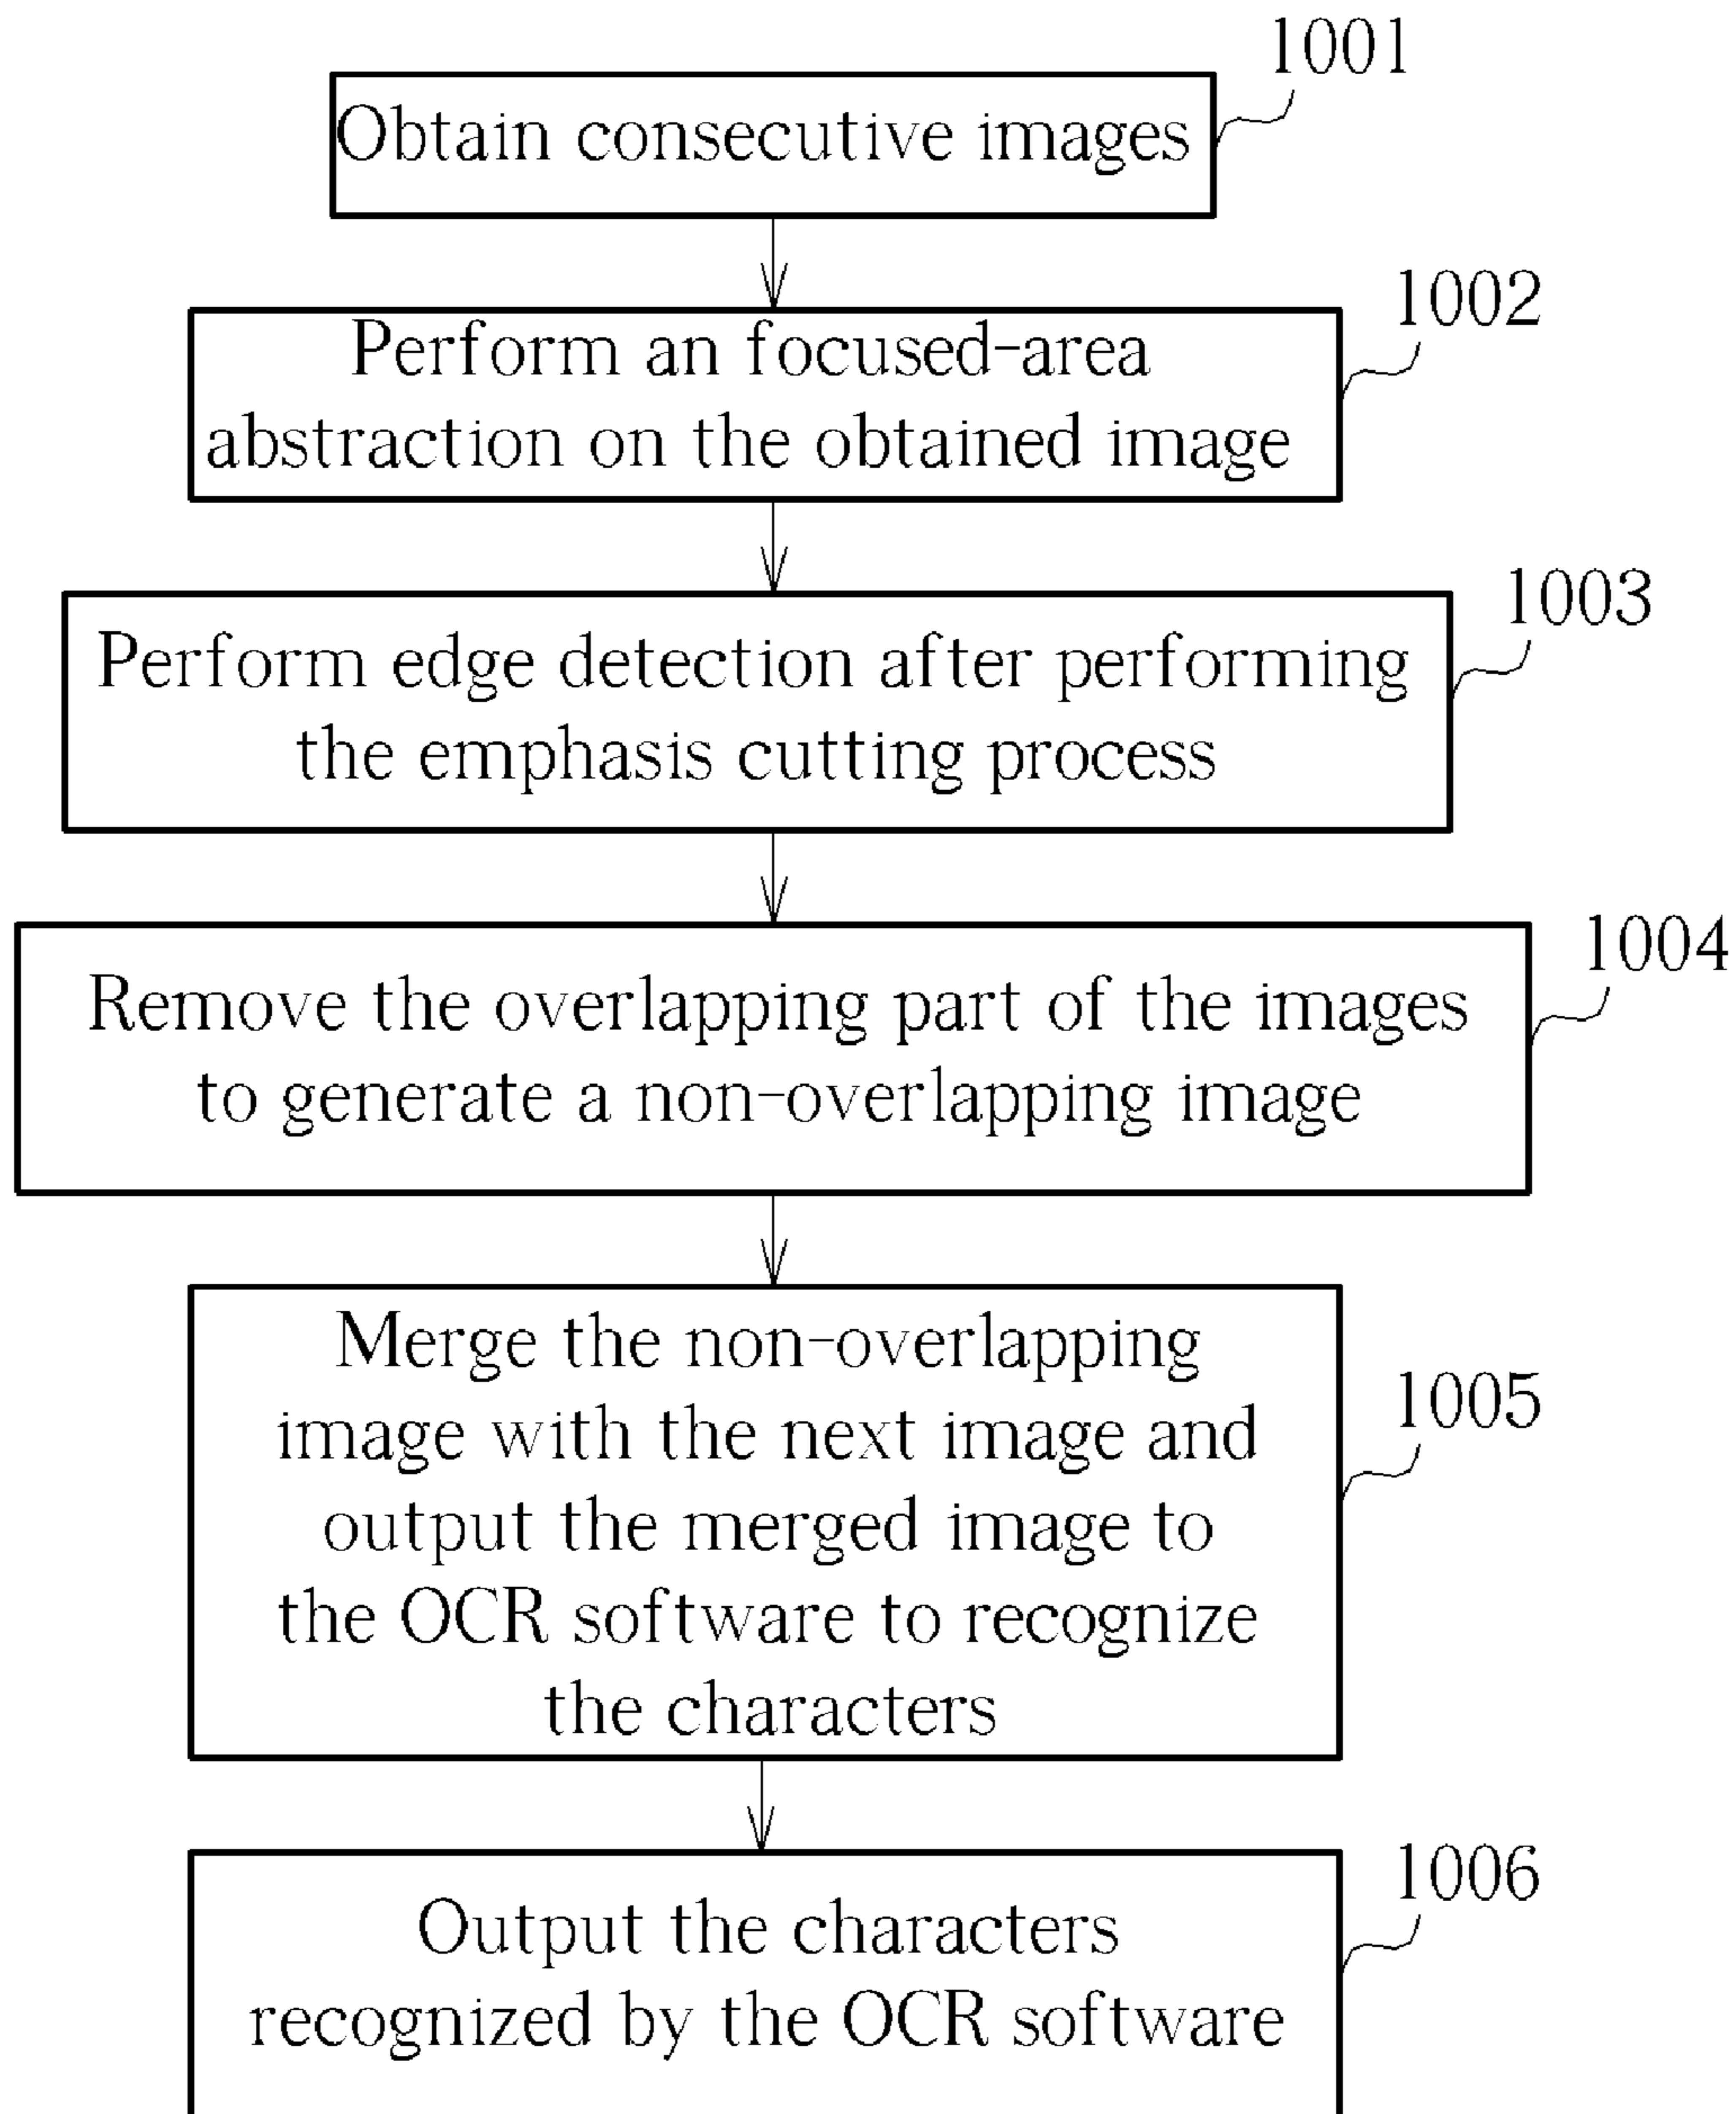 1001
Obtain consecutive images
1002
Perform an focused-area
abstraction on the obtained image
1003
Perform edge detection after performing
the emphasis cutting process
1004
Remove the overlapping part of the images
to generate a non-overlapping image
Merge the non-overlapping
image with the next image and
1005
output the merged image to
the OCR software to recognize
the characters
1006
Output the characters
recognized by the OCR software